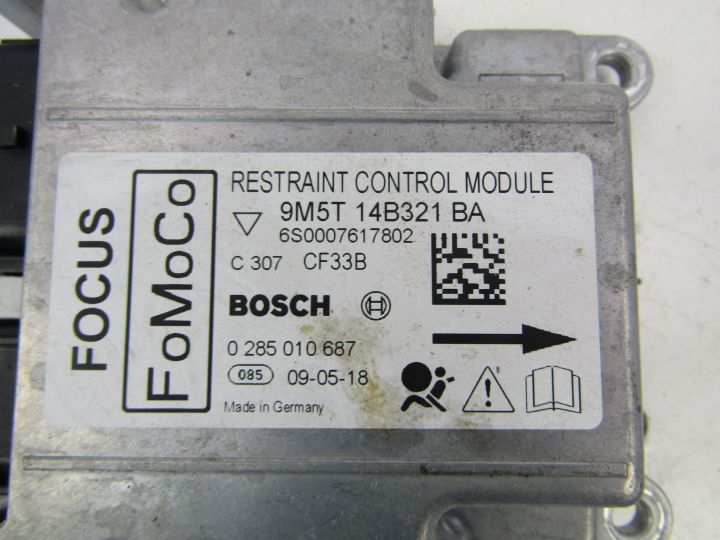 FOCUS
FoMoCo
RESTRAINT CONTROL MODULE
9M5T 14B321 BA
6S0007617802
C 307 CF33B
BOSCH
0 285 010 687
085 09-05-18
Made in Germany